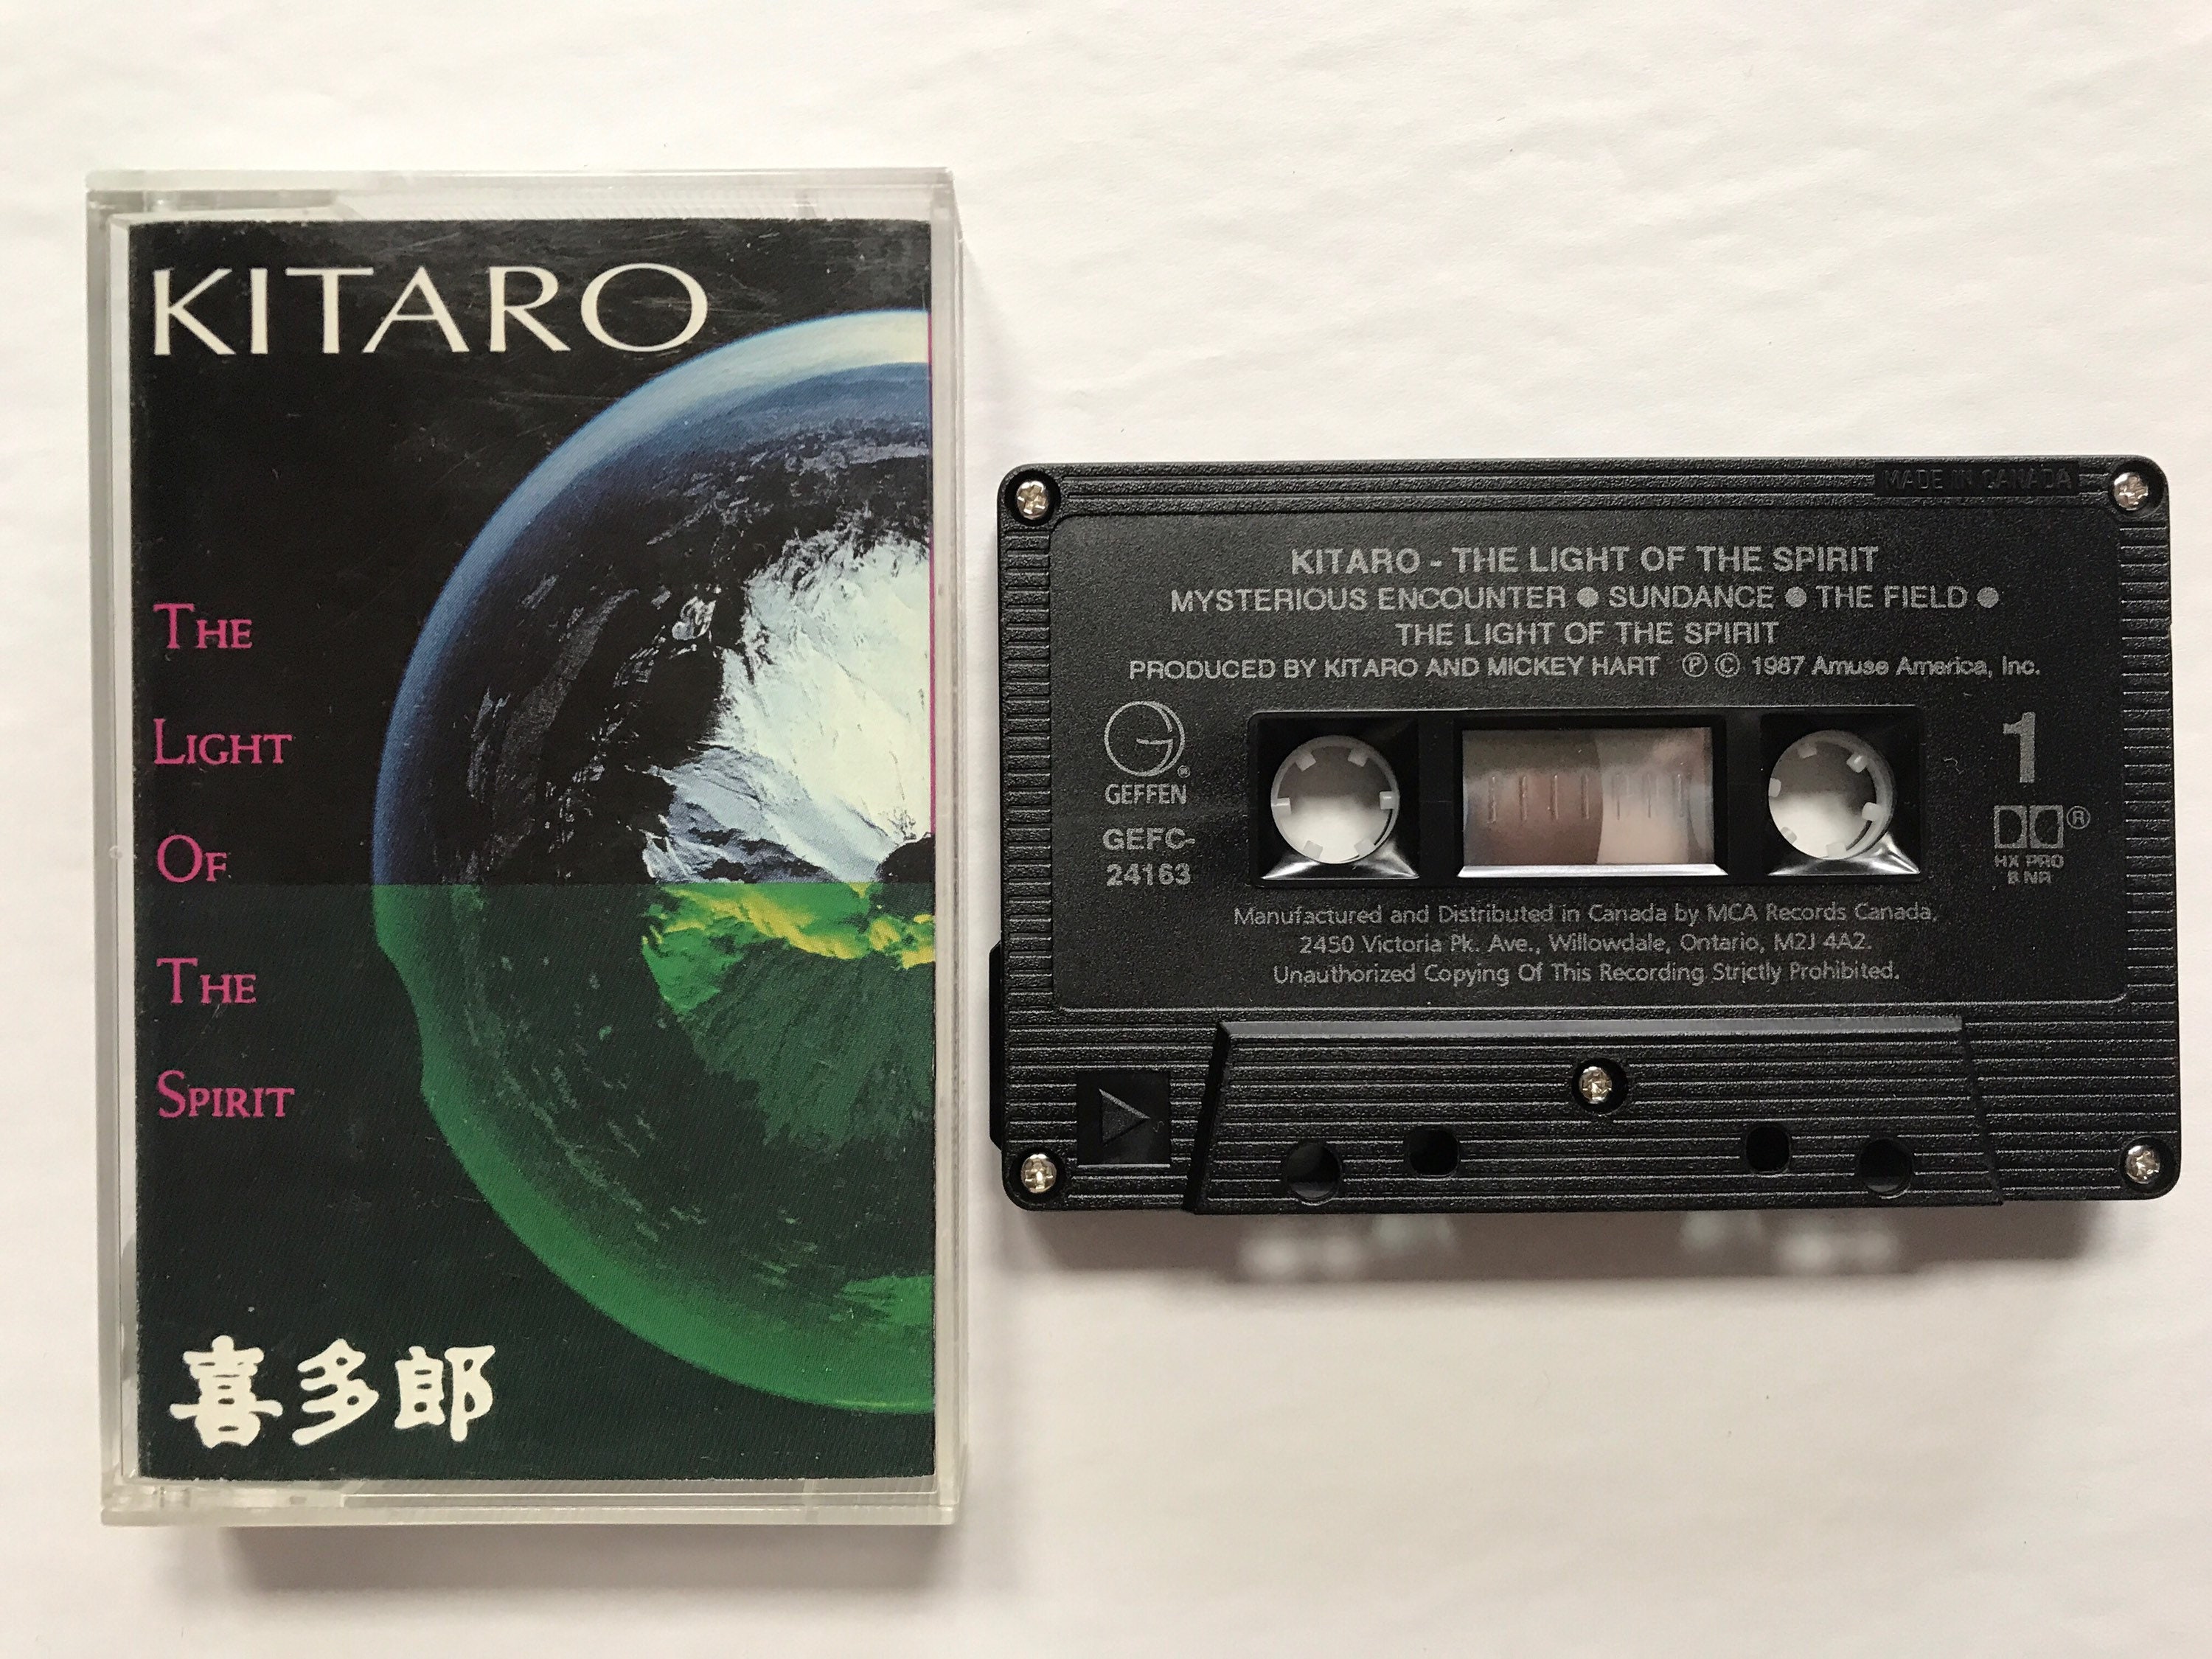 KITARO
THE
LIGHT
OF
THE
SPIRIT
喜多郎
MADE IN CANADA
KITARO - THE LIGHT OF THE SPIRIT
MYSTERIOUS ENCOUNTER ● SUNDANCE ● THE FIELD ●
THE LIGHT OF THE SPIRIT
PRODUCED BY KITARO AND MICKEY HART ℗ © 1987 Amuse America, Inc.
GEFFEN
GEFC-
24163
1
HX PRO
B NR
Manufactured and Distributed in Canada by MCA Records Canada,
2450 Victoria Pk. Ave., Willowdale, Ontario, M2J 4A2.
Unauthorized Copying Of This Recording Strictly Prohibited.